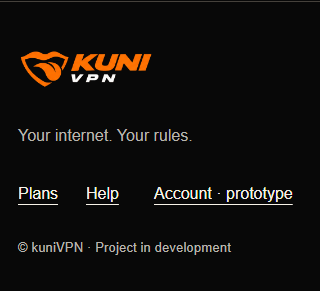 KUNI
VPN
Your internet. Your rules.
Plans Help Account · prototype
© kuniVPN · Project in development